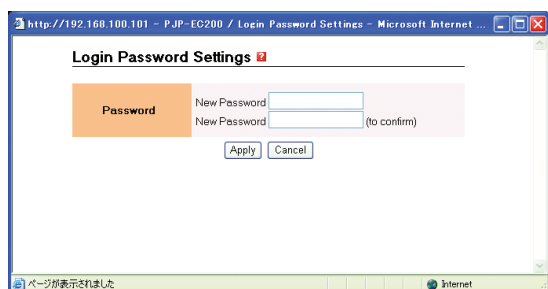 http://192.168.100.101 - PJP-EC200 / Login Password Settings - Microsoft Internet ...
Login Password Settings ?
Password
New Password
New Password (to confirm)
Apply Cancel
ページが表示されました Internet